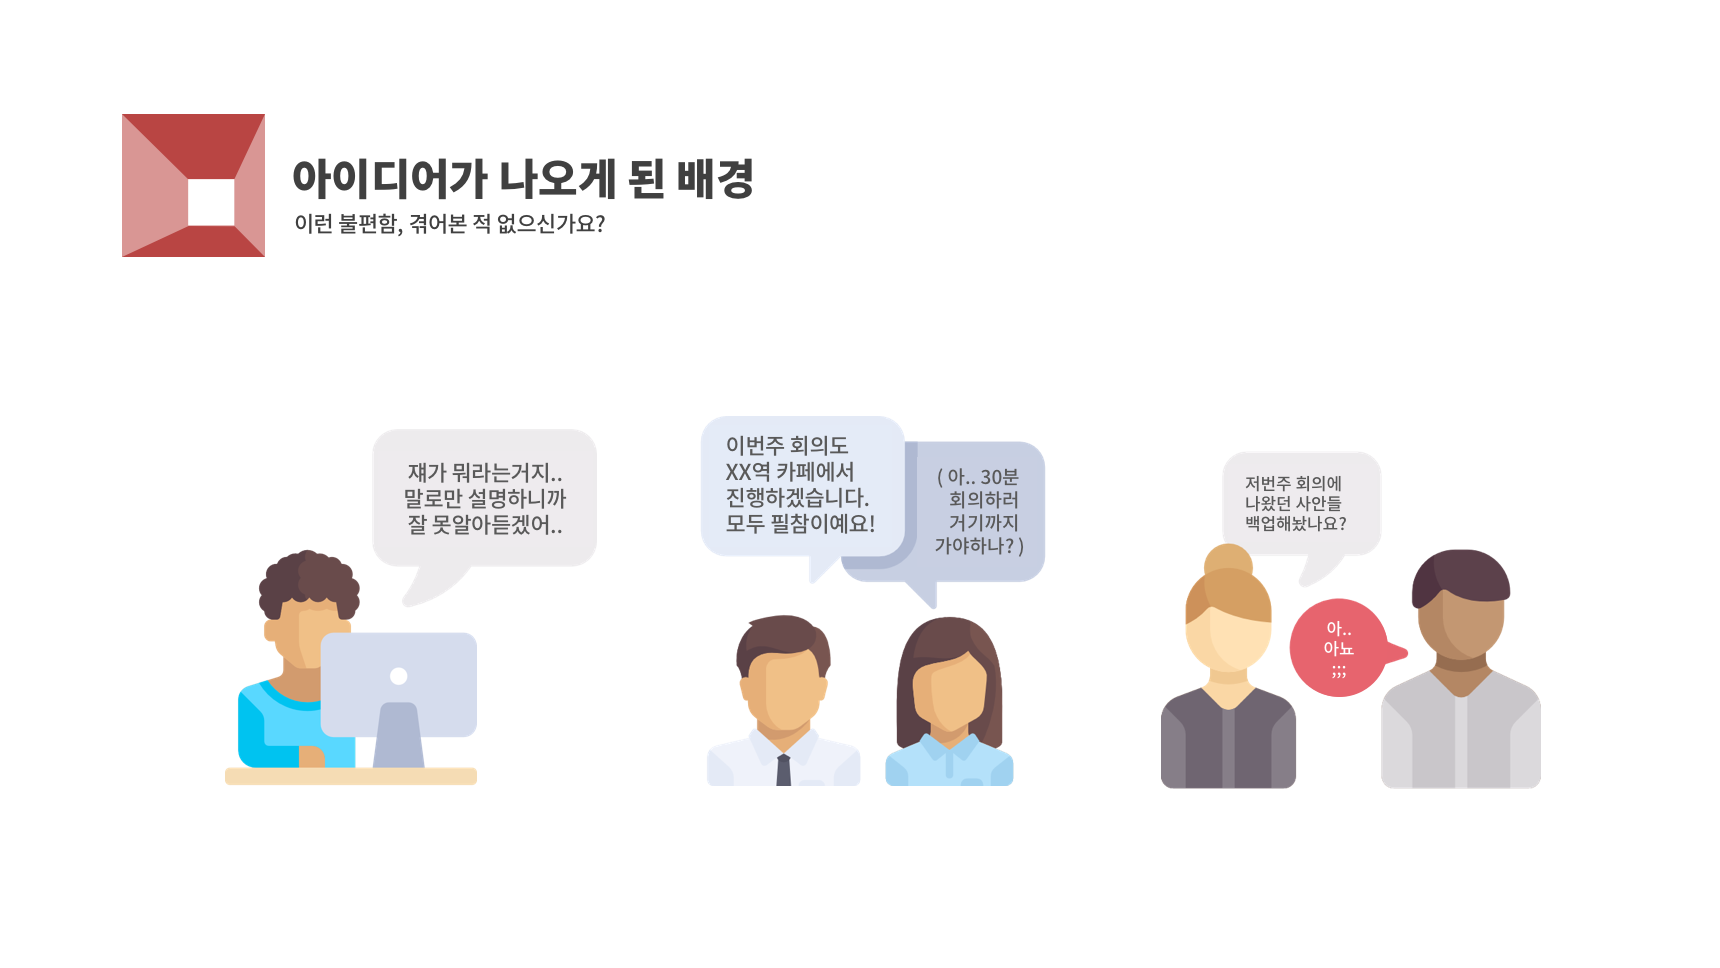 아이디어가 나오게 된 배경
이런 불편함, 겪어본 적 없으신가요?
쟤가 뭐라는거지..
말로만 설명하니까
잘 못알아듣겠어..
이번주 회의도
XX역 카페에서
진행하겠습니다.
모두 필참이예요!
( 아.. 30분
회의하러
거기까지
가야하나? )
저번주 회의에
나왔던 사안들
백업해놨나요?
아..
아뇨
;;;